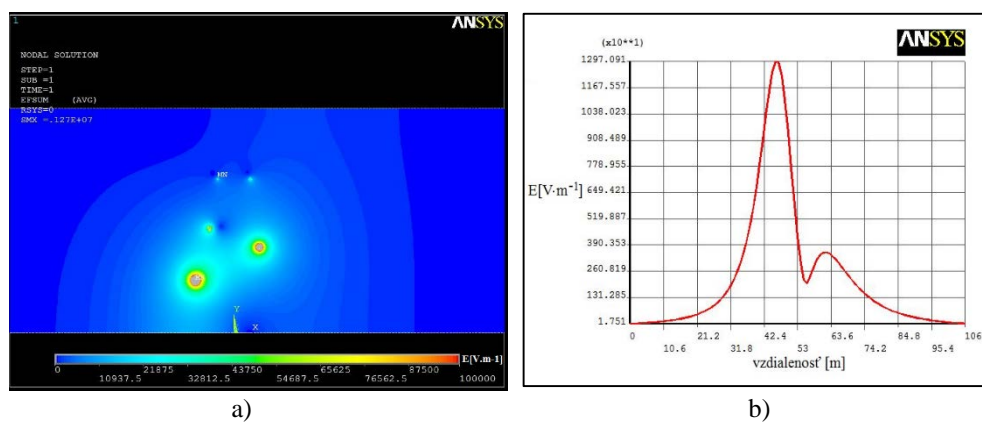 1
ANSYS
NODAL SOLUTION
STEP=1
SUB =1
TIME=1
EFSUM (AVG)
RSYS=0
SMX =.127E+07
MN
Y
X
E[V.m-1]
0 21875 43750 65625 87500
10937.5 32812.5 54687.5 76562.5 100000
a)
ANSYS
(x10**1)
1297.091
1167.557
1038.023
908.489
778.955
649.421
519.887
390.353
260.819
131.285
1.751
E[V·m⁻¹]
0 21.2 42.4 63.6 84.8 106
10.6 31.8 53 74.2 95.4
vzdialenosť [m]
b)